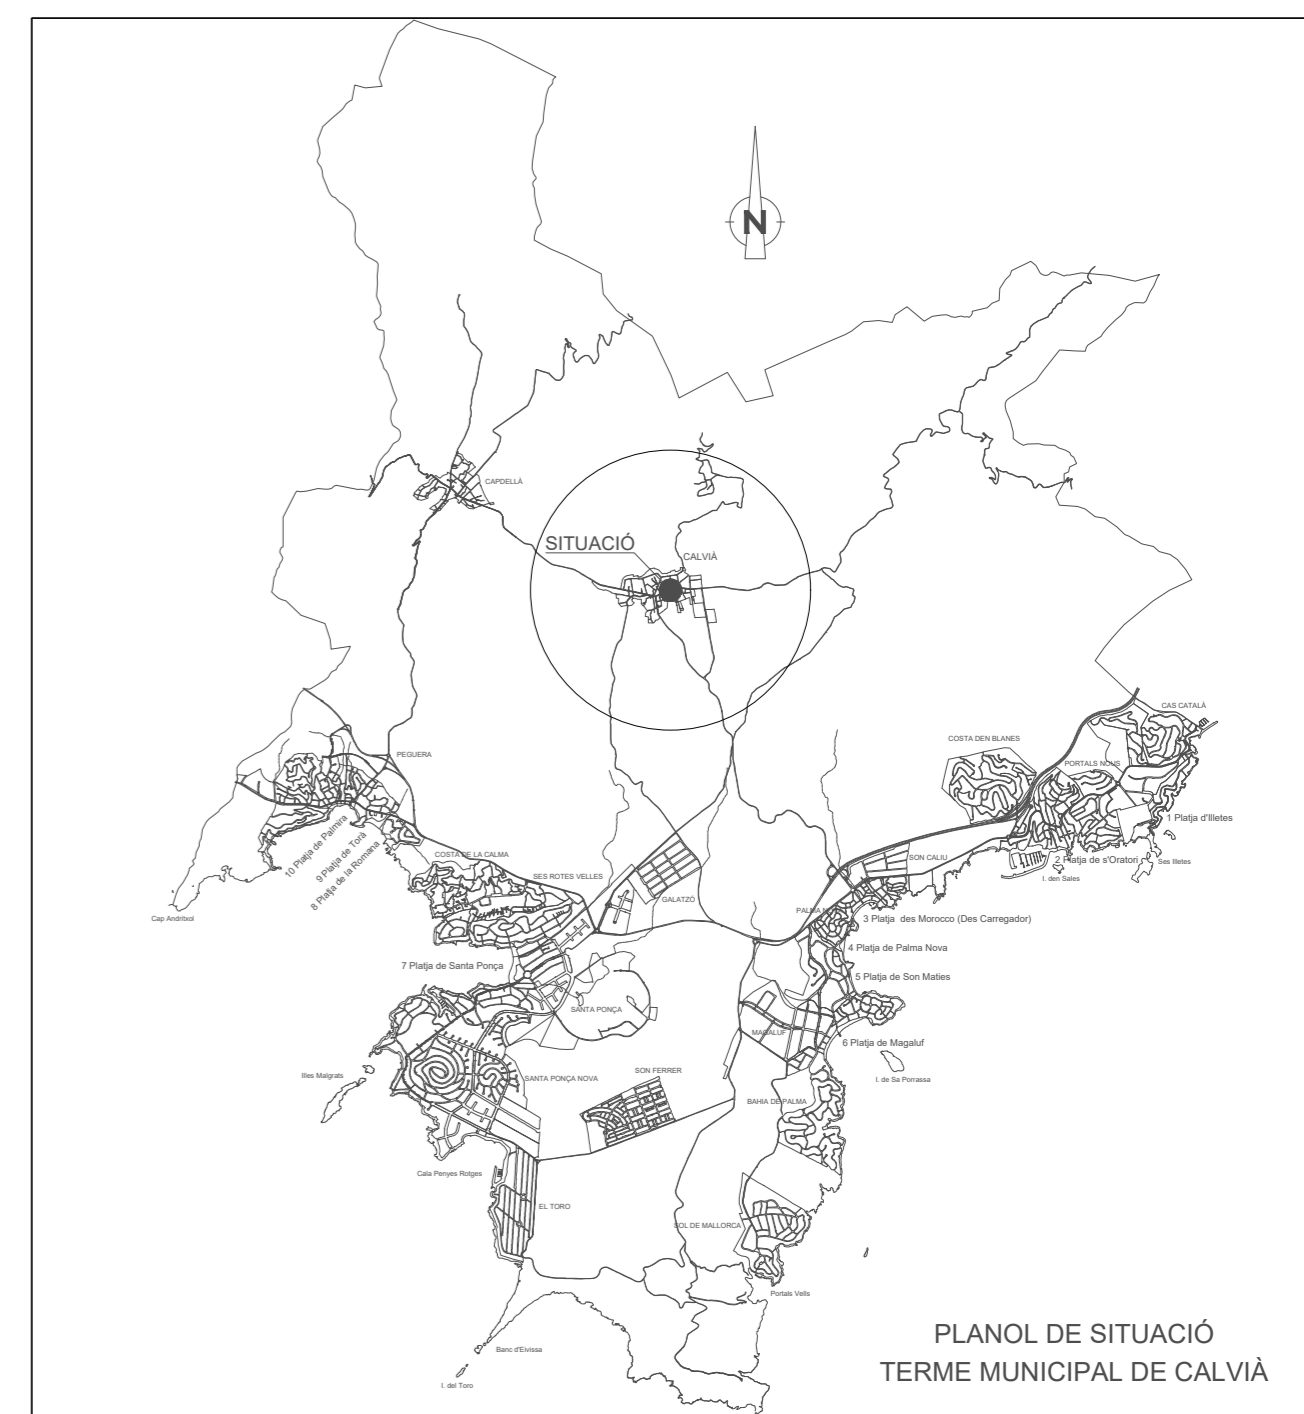 N
CAPDELLÀ
SITUACIÓ
CALVIÀ
CAS CATALÀ
COSTA DEN BLANES
PORTALS NOUS
PEGUERA
1 Platja d'Illetes
10 Platja de Palmira
9 Platja de Torà
8 Platja de la Romana
COSTA DE LA CALMA
SON CALIU
2 Platja de s'Oratori
Ses Illetes
SES ROTES VELLES
I. den Sales
GALATZÓ
Cap Andritxol
PALMA NOVA
3 Platja des Morocco (Des Carregador)
4 Platja de Palma Nova
7 Platja de Santa Ponça
5 Platja de Son Maties
SANTA PONÇA
MAGALUF
6 Platja de Magaluf
Illes Malgrats
SANTA PONÇA NOVA
SON FERRER
I. de Sa Porrassa
BAHIA DE PALMA
Cala Penyes Rotges
EL TORO
SOL DE MALLORCA
Portals Vells
Banc d'Eivissa
I. del Toro
PLANOL DE SITUACIÓ
TERME MUNICIPAL DE CALVIÀ